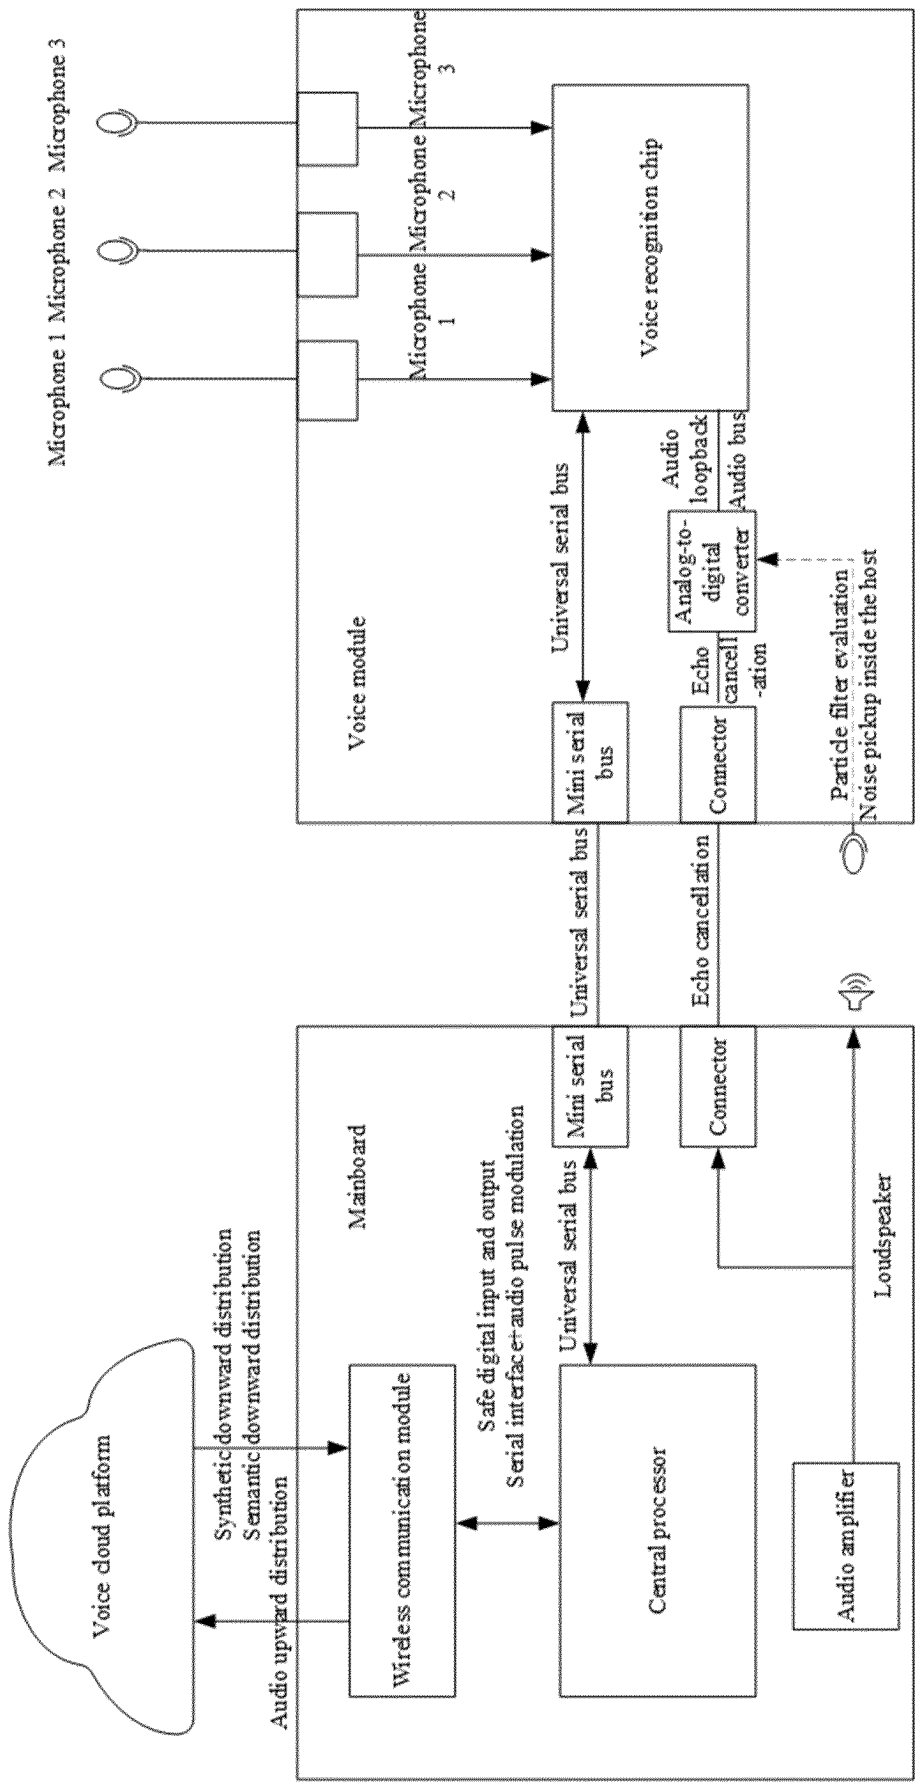 Voice cloud platform
Synthetic downward distribution
Semantic downward distribution
Audio upward distribution
Mainboard
Wireless communication module
Safe digital input and output
Serial interface+audio pulse modulation
Central processor
Universal serial bus
Mini serial
bus
Connector
Audio amplifier
Loudspeaker
Universal serial bus
Echo cancellation
Microphone 1
Microphone 2
Microphone 3
Voice module
Microphone
1
Microphone
2
Microphone
3
Mini serial
bus
Universal serial bus
Voice recognition chip
Connector
Echo
cancell
-ation
Analog-to-
digital
converter
Audio
loopback
Audio bus
Particle filter evaluation
Noise pickup inside the host